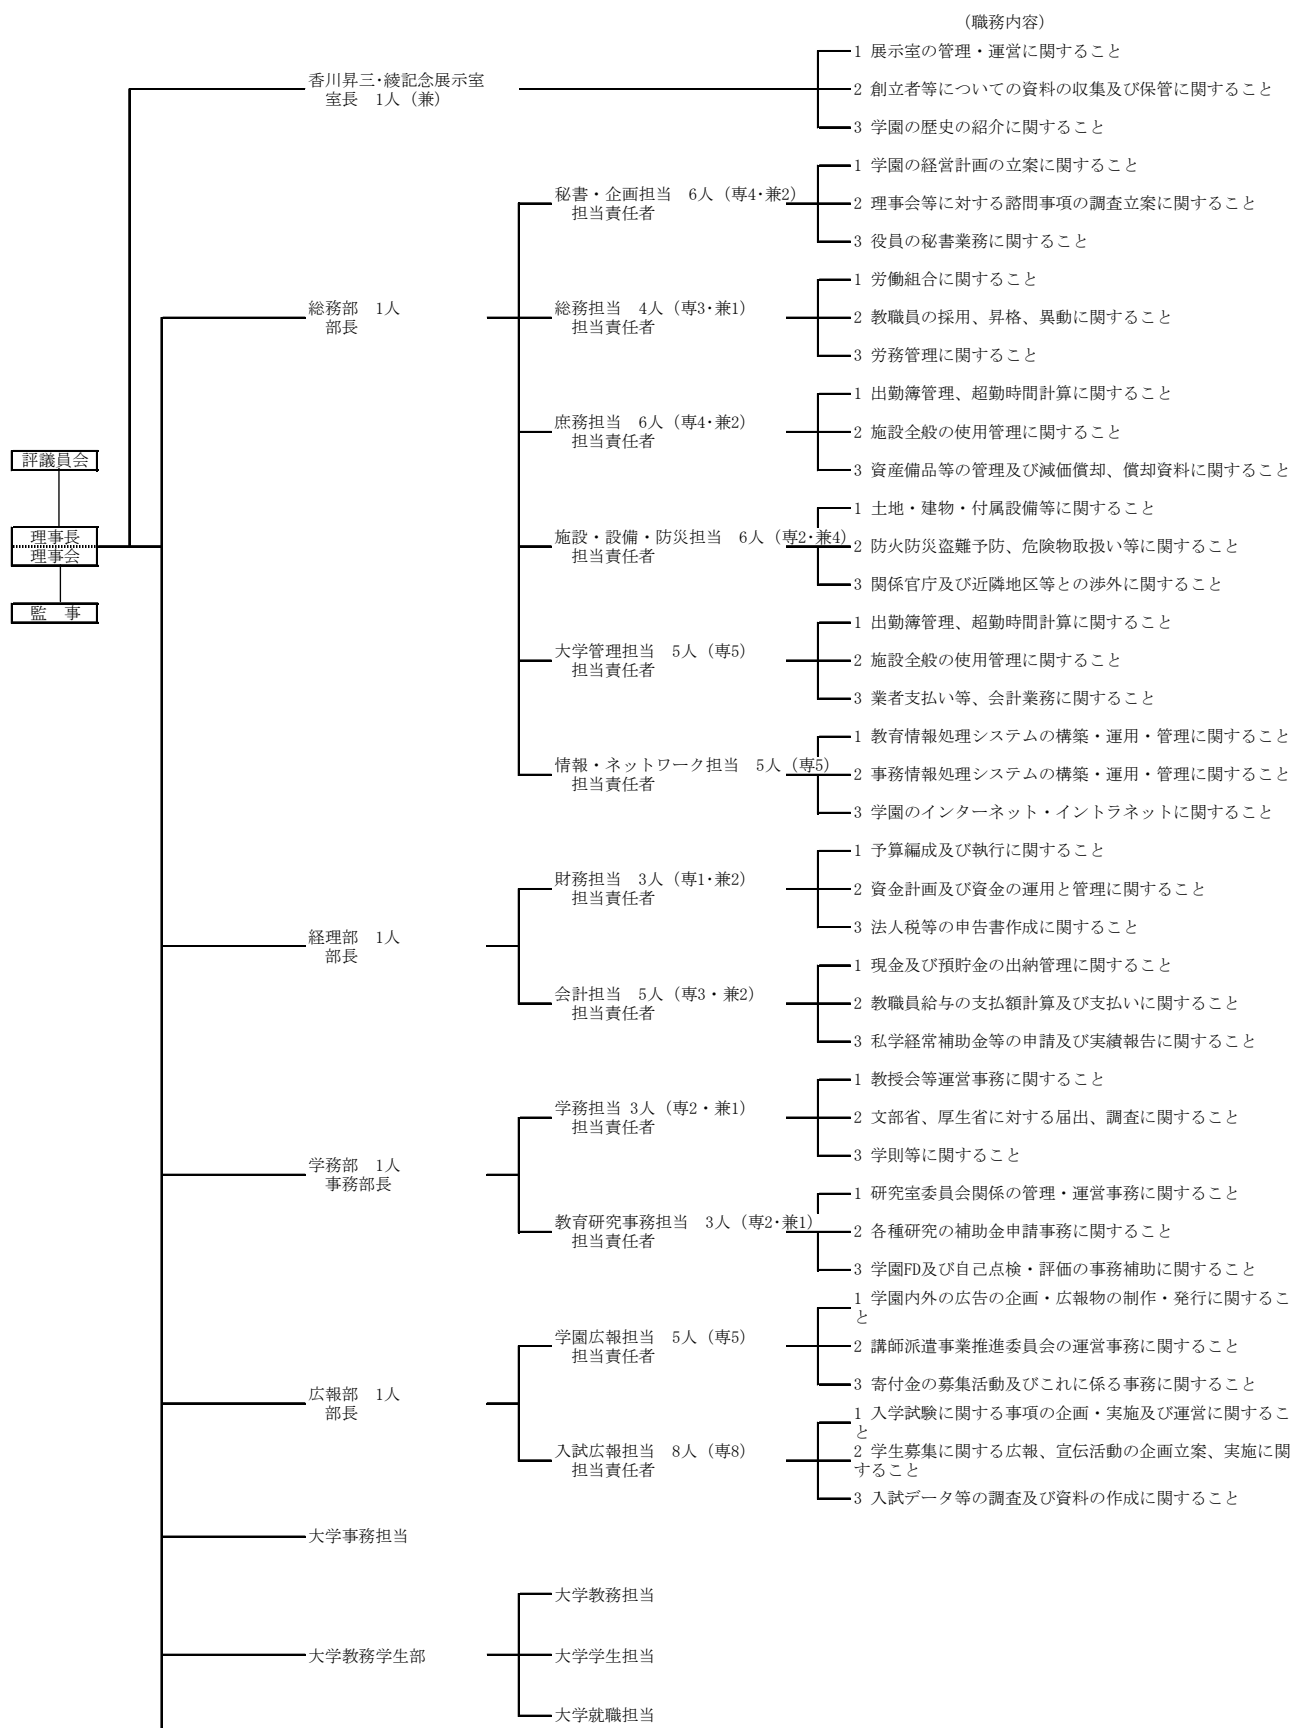 （職務内容）
1 展示室の管理・運営に関すること
香川昇三・綾記念展示室
室長　1人（兼）
2 創立者等についての資料の収集及び保管に関すること
3 学園の歴史の紹介に関すること
1 学園の経営計画の立案に関すること
秘書・企画担当　6人（専4・兼2）
担当責任者
2 理事会等に対する諮問事項の調査立案に関すること
3 役員の秘書業務に関すること
1 労働組合に関すること
総務部　1人
部長
総務担当　4人（専3・兼1）
担当責任者
2 教職員の採用、昇格、異動に関すること
3 労務管理に関すること
1 出勤簿管理、超勤時間計算に関すること
庶務担当　6人（専4・兼2）
担当責任者
2 施設全般の使用管理に関すること
3 資産備品等の管理及び減価償却、償却資料に関すること
評議員会
理事長
理事会
監　事
1 土地・建物・付属設備等に関すること
施設・設備・防災担当　6人（専2・兼4）
担当責任者
2 防火防災盗難予防、危険物取扱い等に関すること
3 関係官庁及び近隣地区等との渉外に関すること
1 出勤簿管理、超勤時間計算に関すること
大学管理担当　5人（専5）
担当責任者
2 施設全般の使用管理に関すること
3 業者支払い等、会計業務に関すること
1 教育情報処理システムの構築・運用・管理に関すること
情報・ネットワーク担当　5人（専5）
担当責任者
2 事務情報処理システムの構築・運用・管理に関すること
3 学園のインターネット・イントラネットに関すること
1 予算編成及び執行に関すること
財務担当　3人（専1・兼2）
担当責任者
2 資金計画及び資金の運用と管理に関すること
3 法人税等の申告書作成に関すること
経理部　1人
部長
1 現金及び預貯金の出納管理に関すること
会計担当　5人（専3・兼2）
担当責任者
2 教職員給与の支払額計算及び支払いに関すること
3 私学経常補助金等の申請及び実績報告に関すること
1 教授会等運営事務に関すること
学務担当 3人（専2・兼1）
担当責任者
2 文部省、厚生省に対する届出、調査に関すること
3 学則等に関すること
学務部　1人
事務部長
1 研究室委員会関係の管理・運営事務に関すること
教育研究事務担当　3人（専2・兼1）
担当責任者
2 各種研究の補助金申請事務に関すること
3 学園FD及び自己点検・評価の事務補助に関すること
1 学園内外の広告の企画・広報物の制作・発行に関するこ
と
学園広報担当　5人（専5）
担当責任者
2 講師派遣事業推進委員会の運営事務に関すること
3 寄付金の募集活動及びこれに係る事務に関すること
広報部　1人
部長
1 入学試験に関する事項の企画・実施及び運営に関するこ
と
入試広報担当　8人（専8）
担当責任者
2 学生募集に関する広報、宣伝活動の企画立案、実施に関
すること
3 入試データ等の調査及び資料の作成に関すること
大学事務担当
大学教務担当
大学教務学生部
大学学生担当
大学就職担当